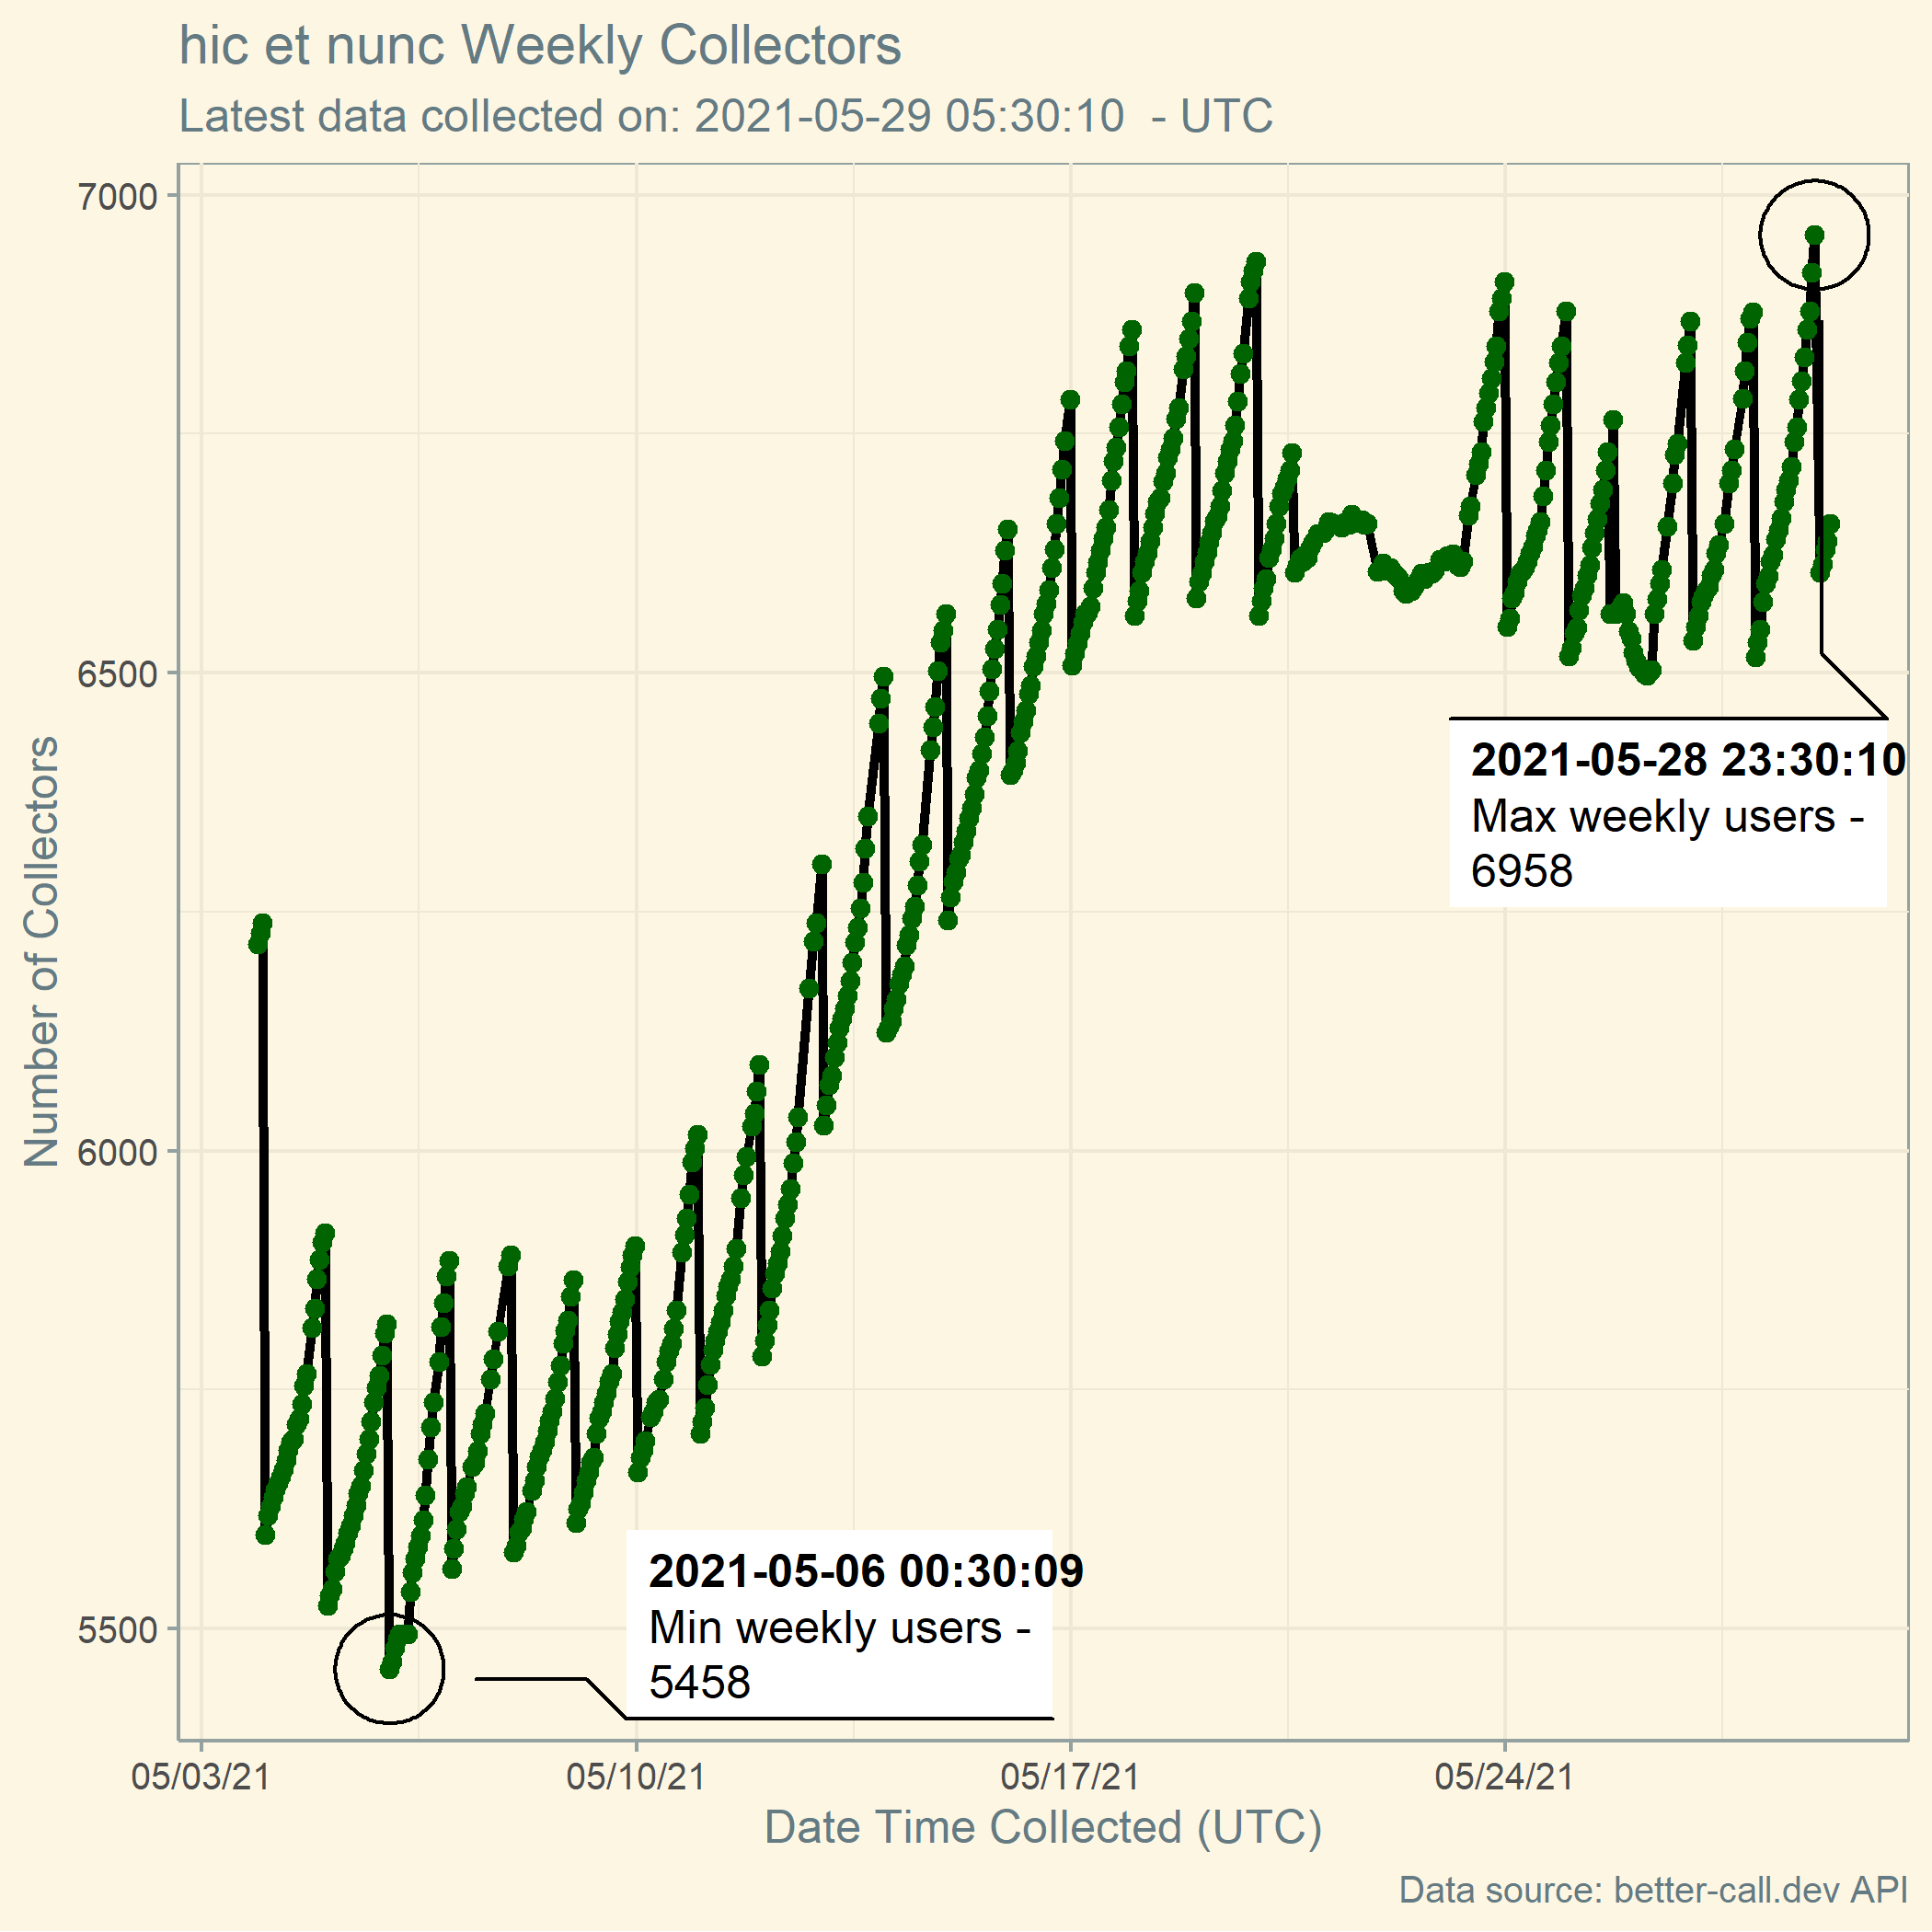 hic et nunc Weekly Collectors
Latest data collected on: 2021-05-29 05:30:10  - UTC
Number of Collectors
7000
6500
6000
5500
2021-05-28 23:30:10
Max weekly users -
6958
2021-05-06 00:30:09
Min weekly users -
5458
05/03/21
05/10/21
05/17/21
05/24/21
Date Time Collected (UTC)
Data source: better-call.dev API